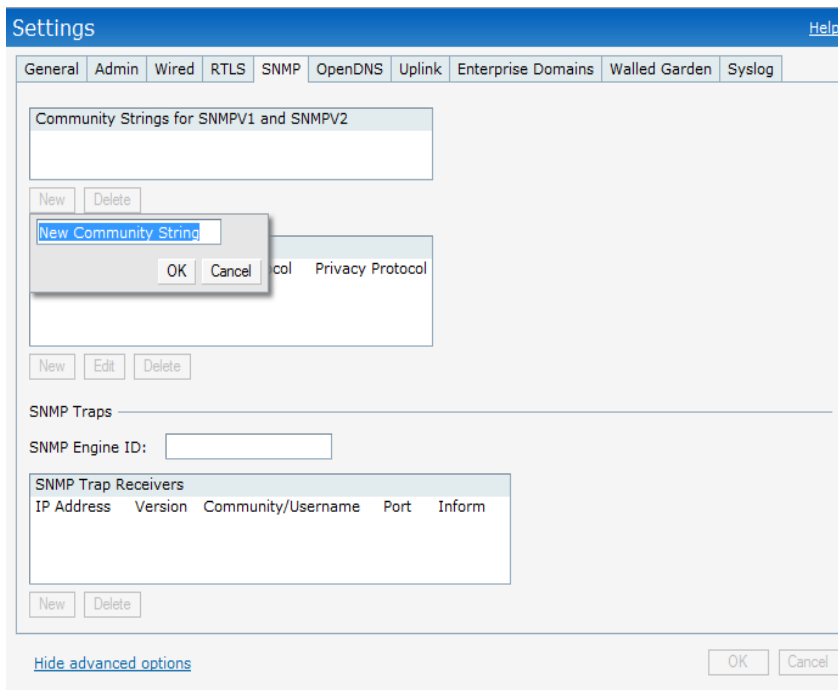 Settings Help
General Admin Wired RTLS SNMP OpenDNS Uplink Enterprise Domains Walled Garden Syslog
Community Strings for SNMPV1 and SNMPV2
New Delete
New Community String
OK Cancel
col Privacy Protocol
New Edit Delete
SNMP Traps
SNMP Engine ID:
SNMP Trap Receivers
IP Address Version Community/Username Port Inform
New Delete
Hide advanced options OK Cancel